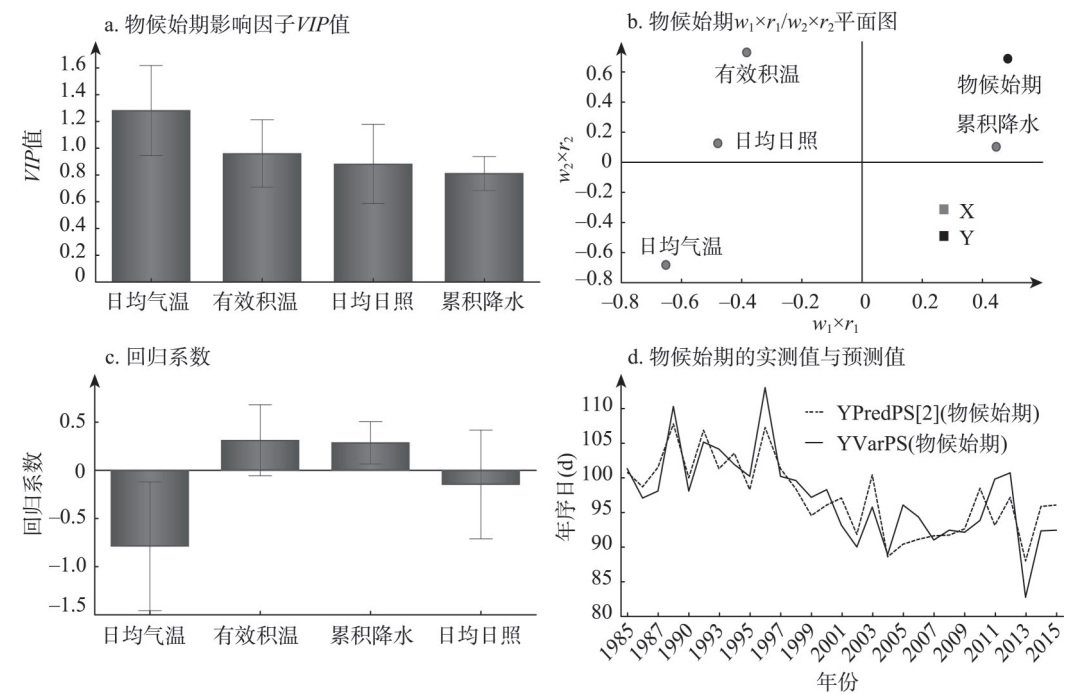 a. 物候始期影响因子VIP值
VIP值
1.6
1.4
1.2
1.0
0.8
0.6
0.4
0.2
0
日均气温 有效积温 日均日照 累积降水
b. 物候始期w₁×r₁/w₂×r₂平面图
w₂×r₂
0.6
0.4
0.2
0
–0.2
–0.4
–0.6
–0.8
有效积温
物候始期
累积降水
日均日照
日均气温
X
Y
–0.8 –0.6 –0.4 –0.2 0 0.2 0.4
w₁×r₁
c. 回归系数
回归系数
0.5
0
–0.5
–1.0
–1.5
日均气温 有效积温 累积降水 日均日照
d. 物候始期的实测值与预测值
年序日(d)
110
105
100
95
90
85
80
YPredPS[2](物候始期)
YVarPS(物候始期)
1985 1987 1990 1993 1995 1997 1999 2001 2003 2005 2007 2009 2011 2013 2015
年份